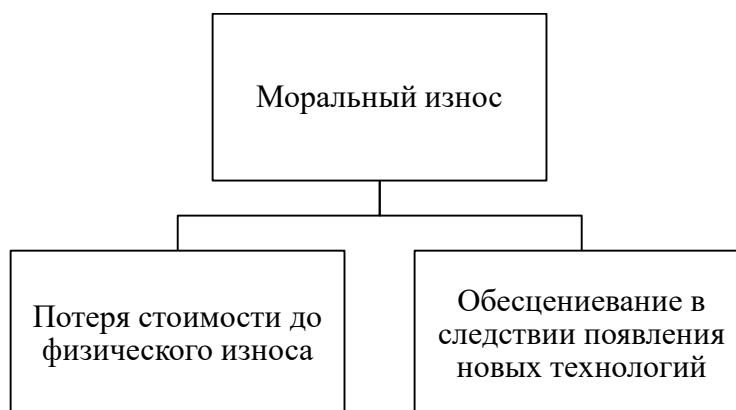 Моральный износ
Потеря стоимости до
физического износа
Обесцениевание в
следствии появления
новых технологий